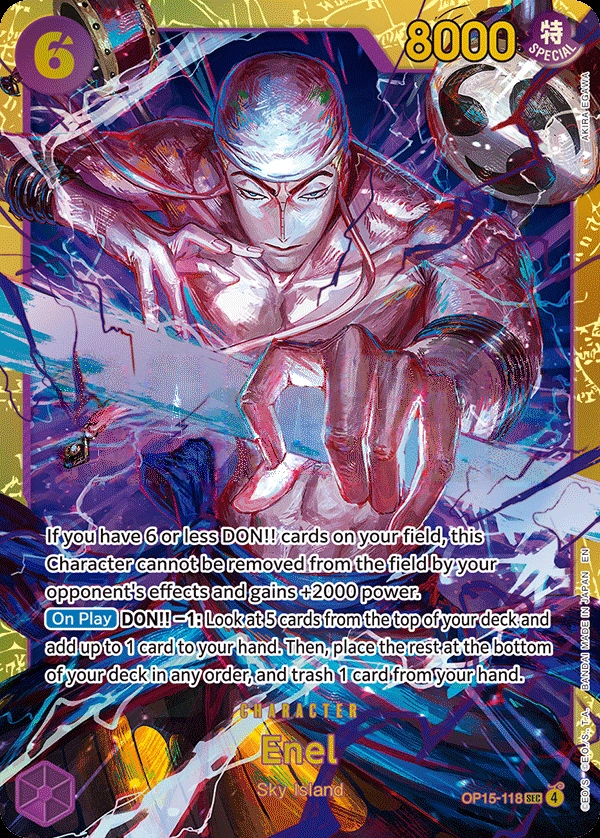 6
8000
特
SPECIAL
AKIRA EGAWA
If you have 6 or less DON!! cards on your field, this
Character cannot be removed from the field by your
opponent's effects and gains +2000 power.
On Play DON!! −1: Look at 5 cards from the top of your deck and
add up to 1 card to your hand. Then, place the rest at the bottom
of your deck in any order, and trash 1 card from your hand.
CHARACTER
Enel
Sky Island
OP15-118 SEC 4
©E.O./S. ©E.O./S.,T.A. BANDAI MADE IN JAPAN EN